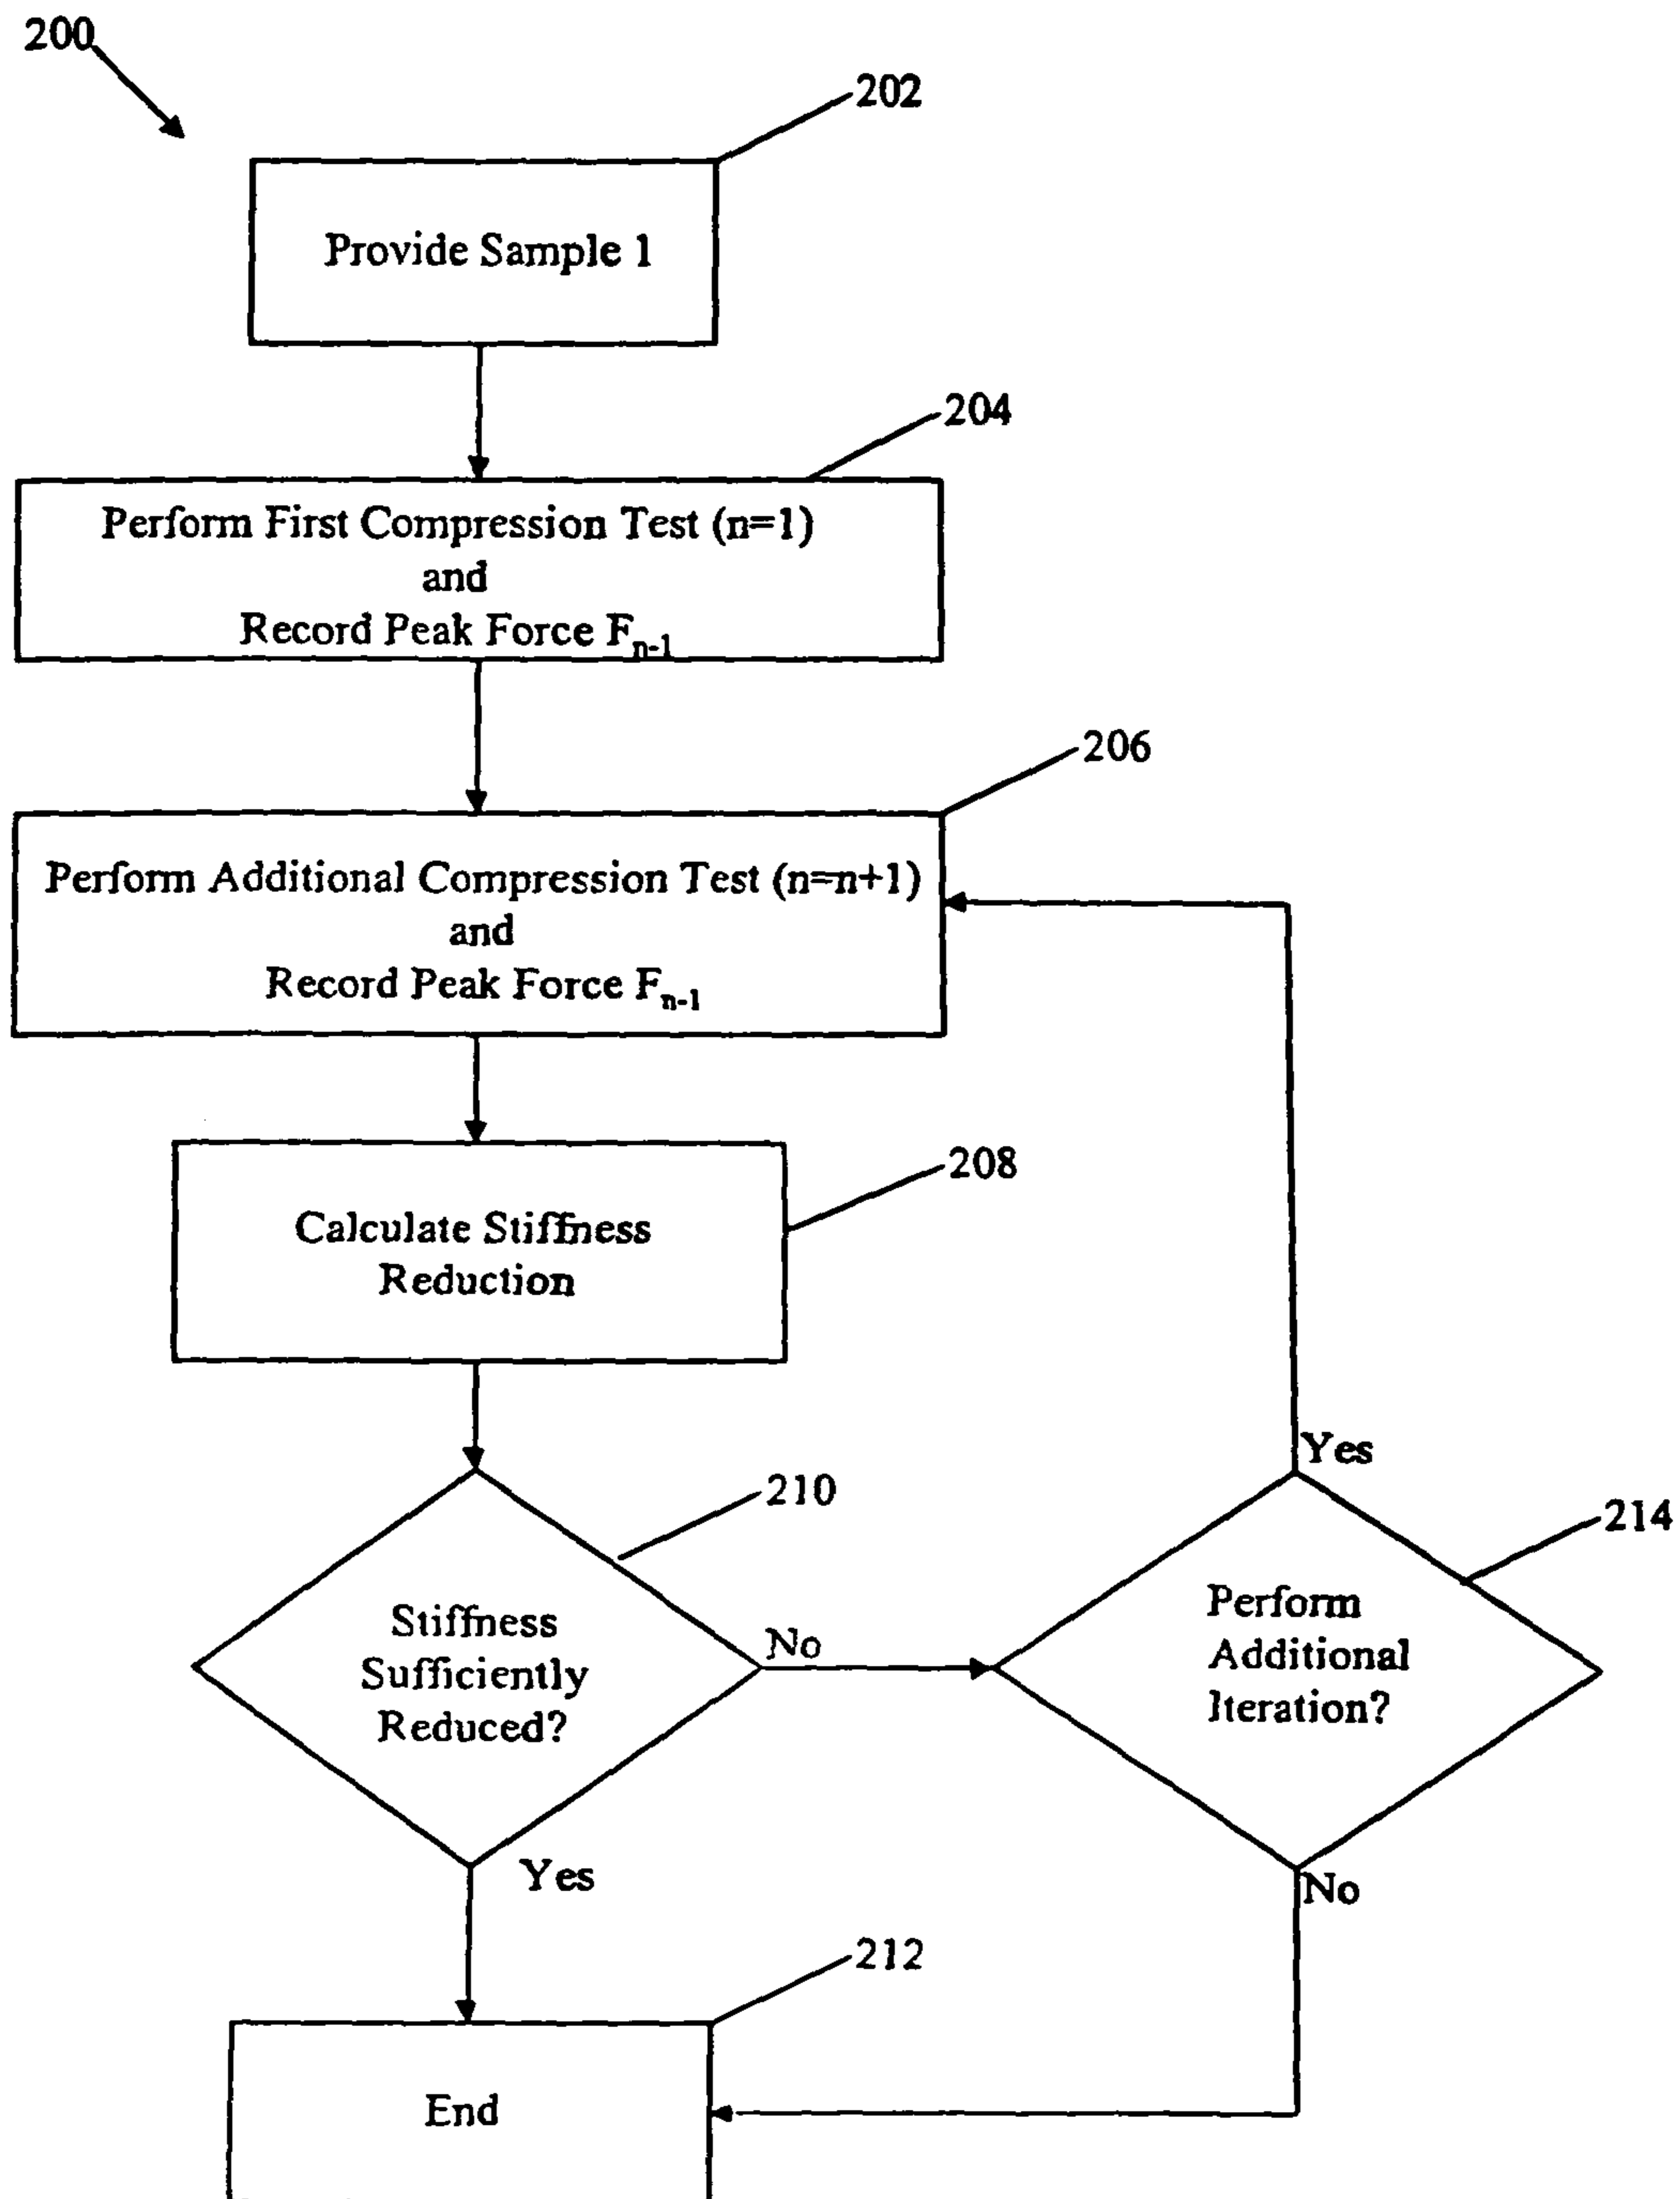 200
202
Provide Sample 1
204
Perform First Compression Test (n=1)
and
Record Peak Force Fn-1
206
Perform Additional Compression Test (n=n+1)
and
Record Peak Force Fn-1
208
Calculate Stiffness
Reduction
210
Stiffness
Sufficiently
Reduced?
No
Yes
214
Perform
Additional
Iteration?
Yes
No
212
End